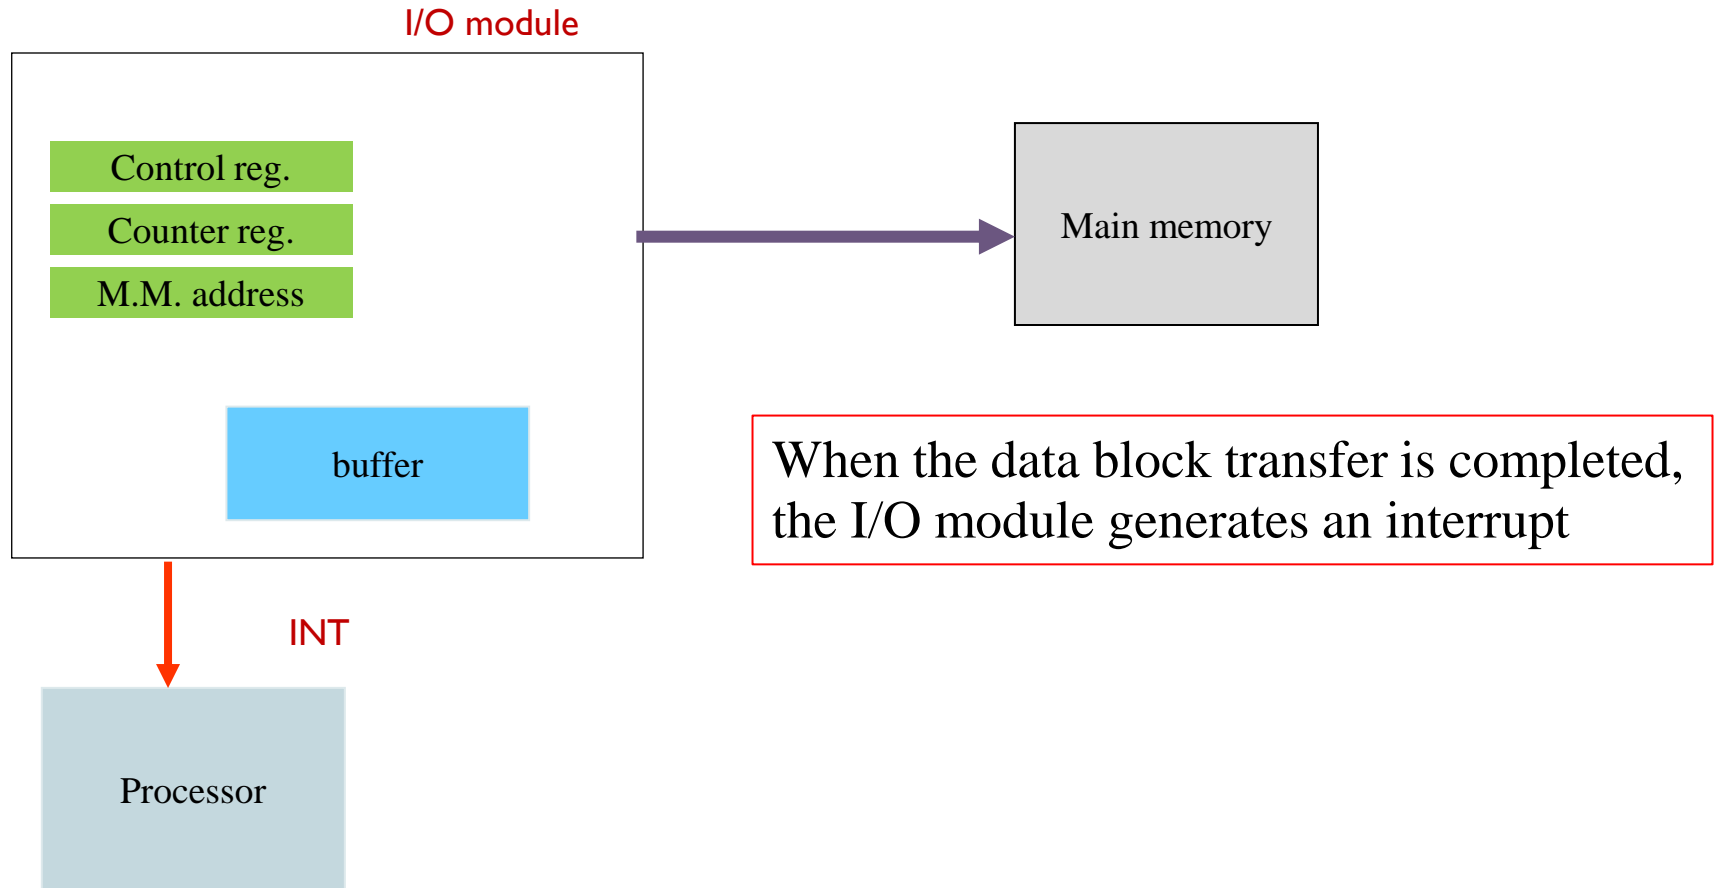 I/O module
Control reg.
Counter reg.
M.M. address
Main memory
buffer
When the data block transfer is completed,
the I/O module generates an interrupt
INT
Processor